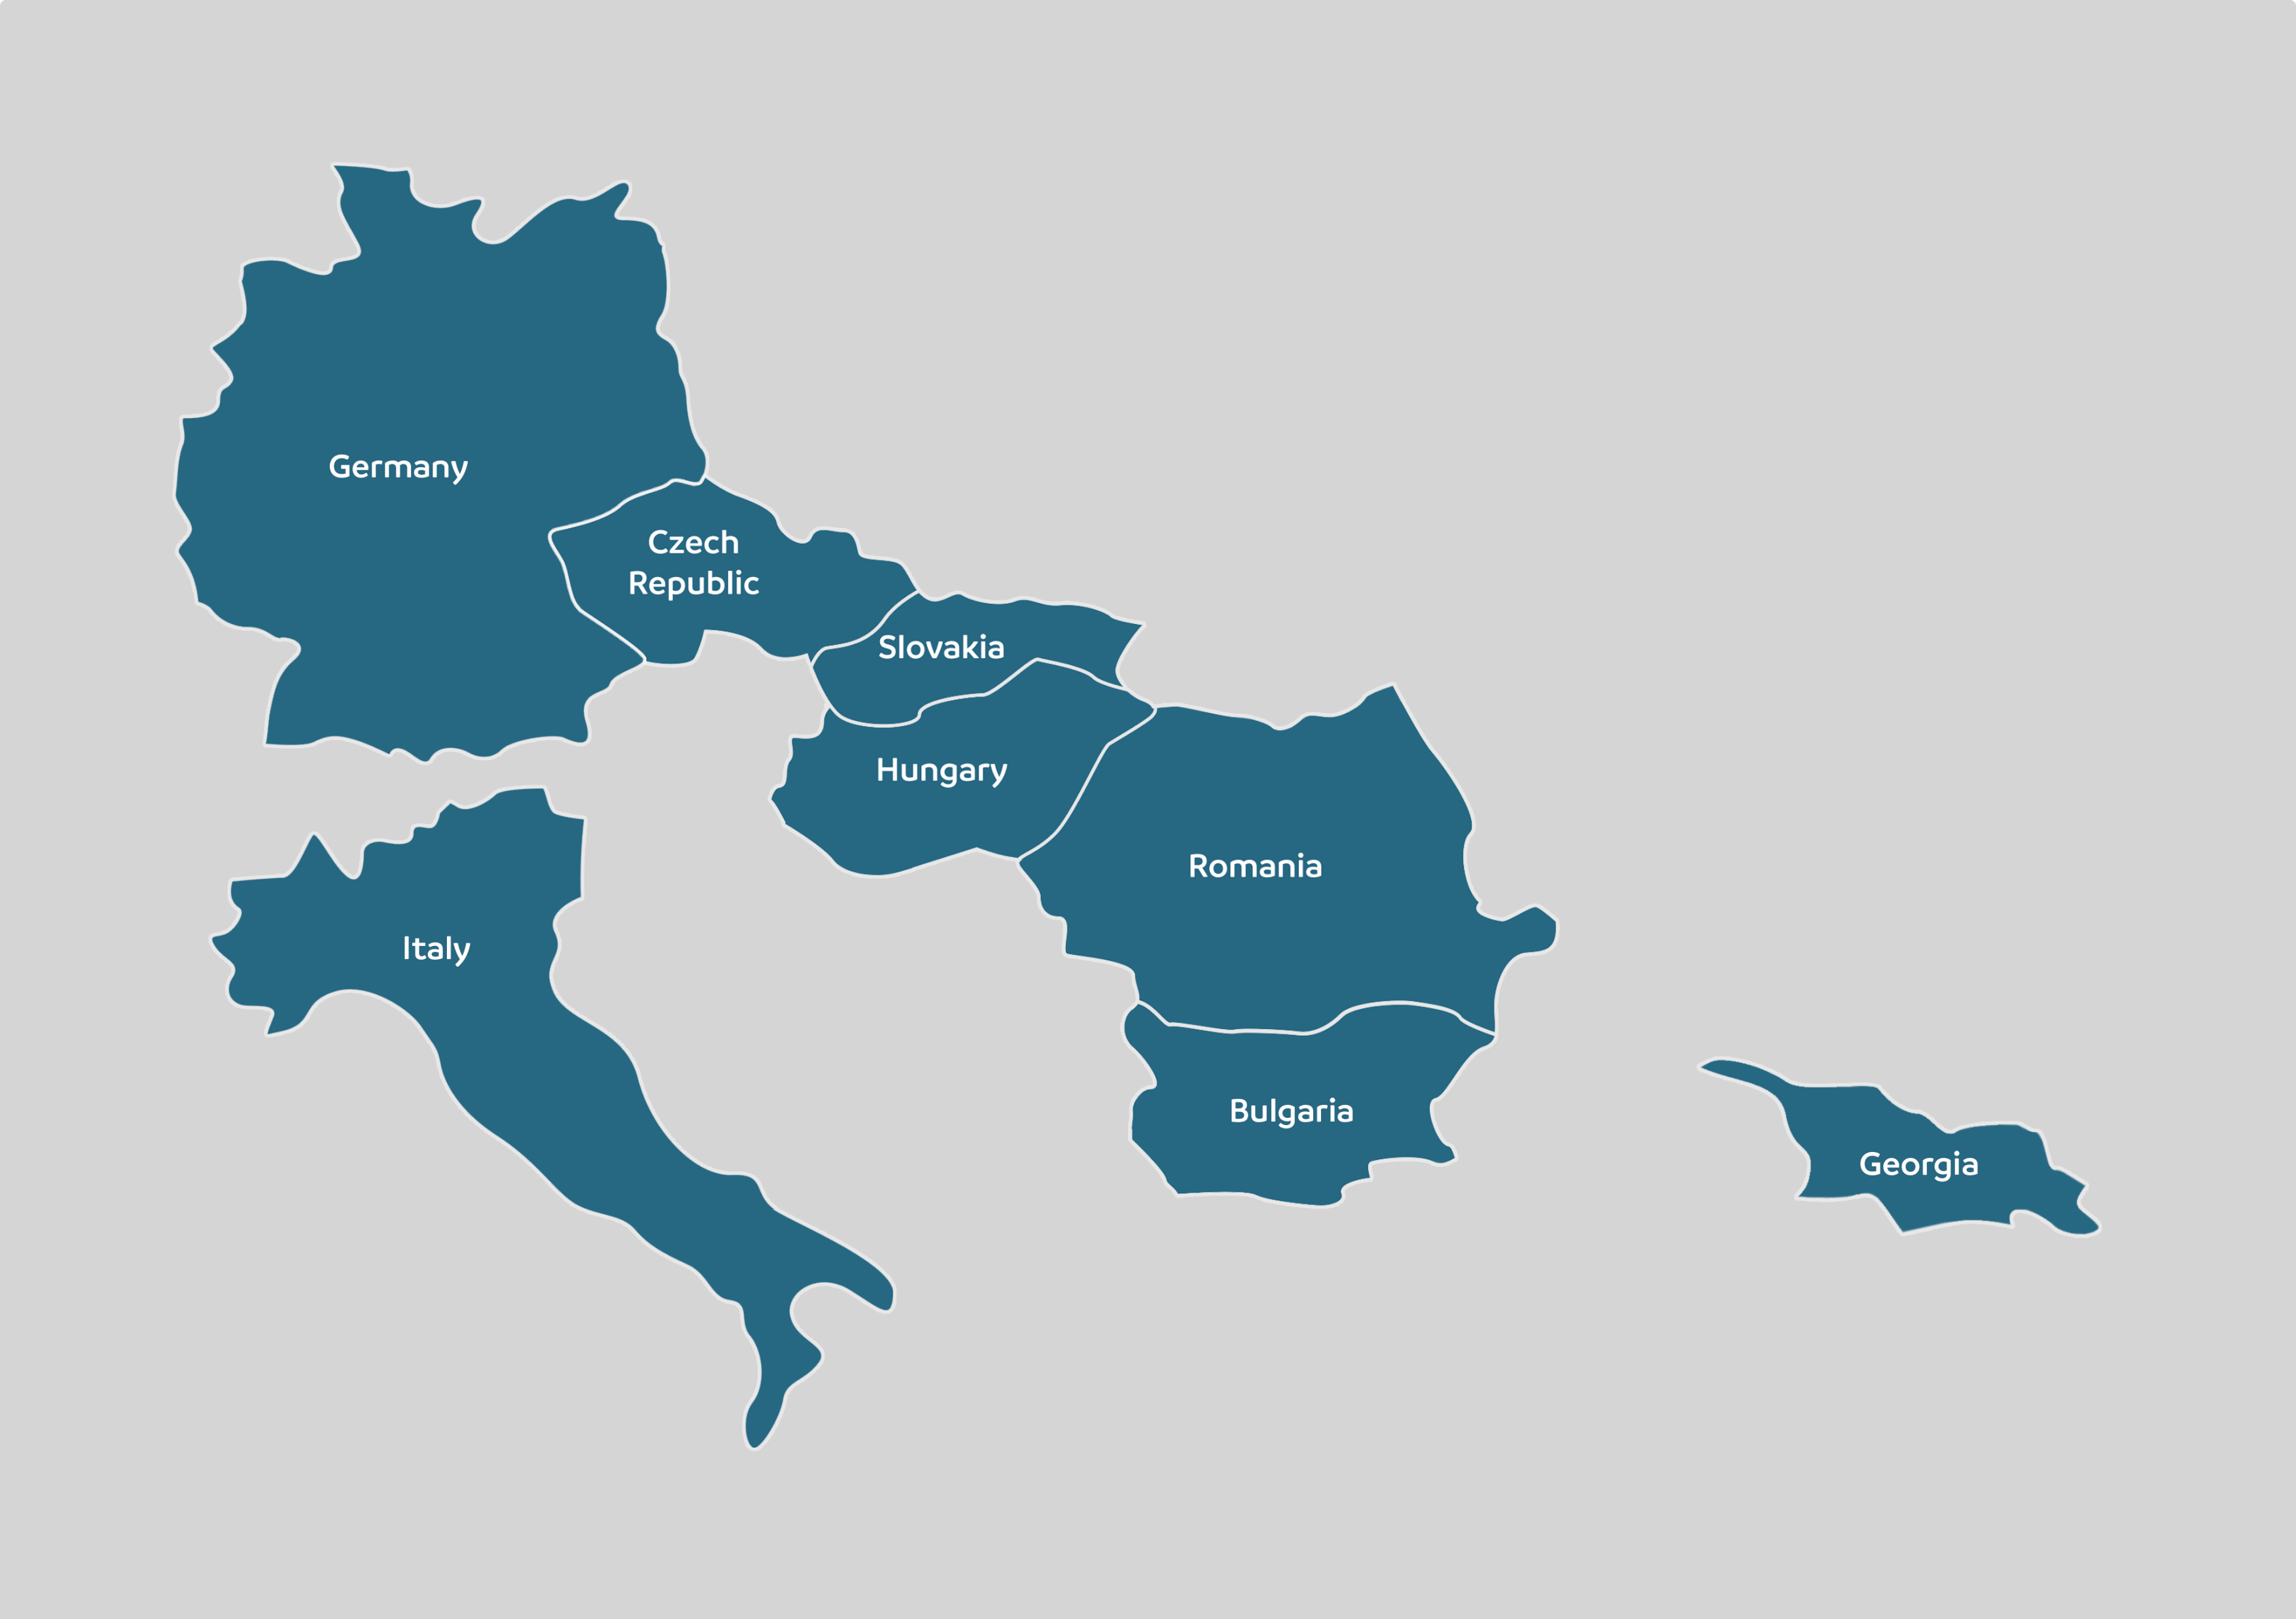 Germany
Czech
Republic
Slovakia
Hungary
Romania
Italy
Bulgaria
Georgia